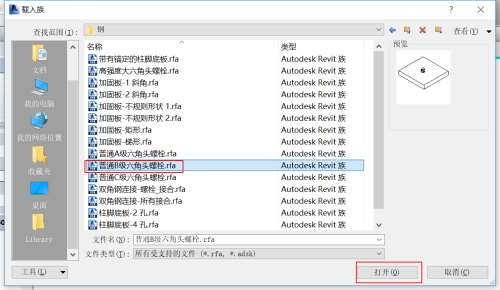 载入族
查找范围(I):
钢
查看(V)
文档
我的电脑
我的网络位置
收藏夹
桌面
Library
名称
类型
预览
带有锚定的柱脚底板.rfa Autodesk Revit 族
高强度大六角头螺栓.rfa Autodesk Revit 族
加固板-1 斜角.rfa Autodesk Revit 族
加固板-2 斜角.rfa Autodesk Revit 族
加固板-不规则形状 1.rfa Autodesk Revit 族
加固板-不规则形状 2.rfa Autodesk Revit 族
加固板-矩形.rfa Autodesk Revit 族
加固板-梯形.rfa Autodesk Revit 族
普通A级六角头螺栓.rfa Autodesk Revit 族
普通B级六角头螺栓.rfa Autodesk Revit 族
普通C级六角头螺栓.rfa Autodesk Revit 族
双角钢连接-螺栓_接合.rfa Autodesk Revit 族
双角钢连接-所有接合.rfa Autodesk Revit 族
柱脚底板-2 孔.rfa Autodesk Revit 族
柱脚底板-4 孔.rfa Autodesk Revit 族
文件名(N): 普通B级六角头螺栓.rfa
文件类型(T): 所有受支持的文件 (*.rfa, *.adsk)
工具(L)
打开(O)
取消(C)